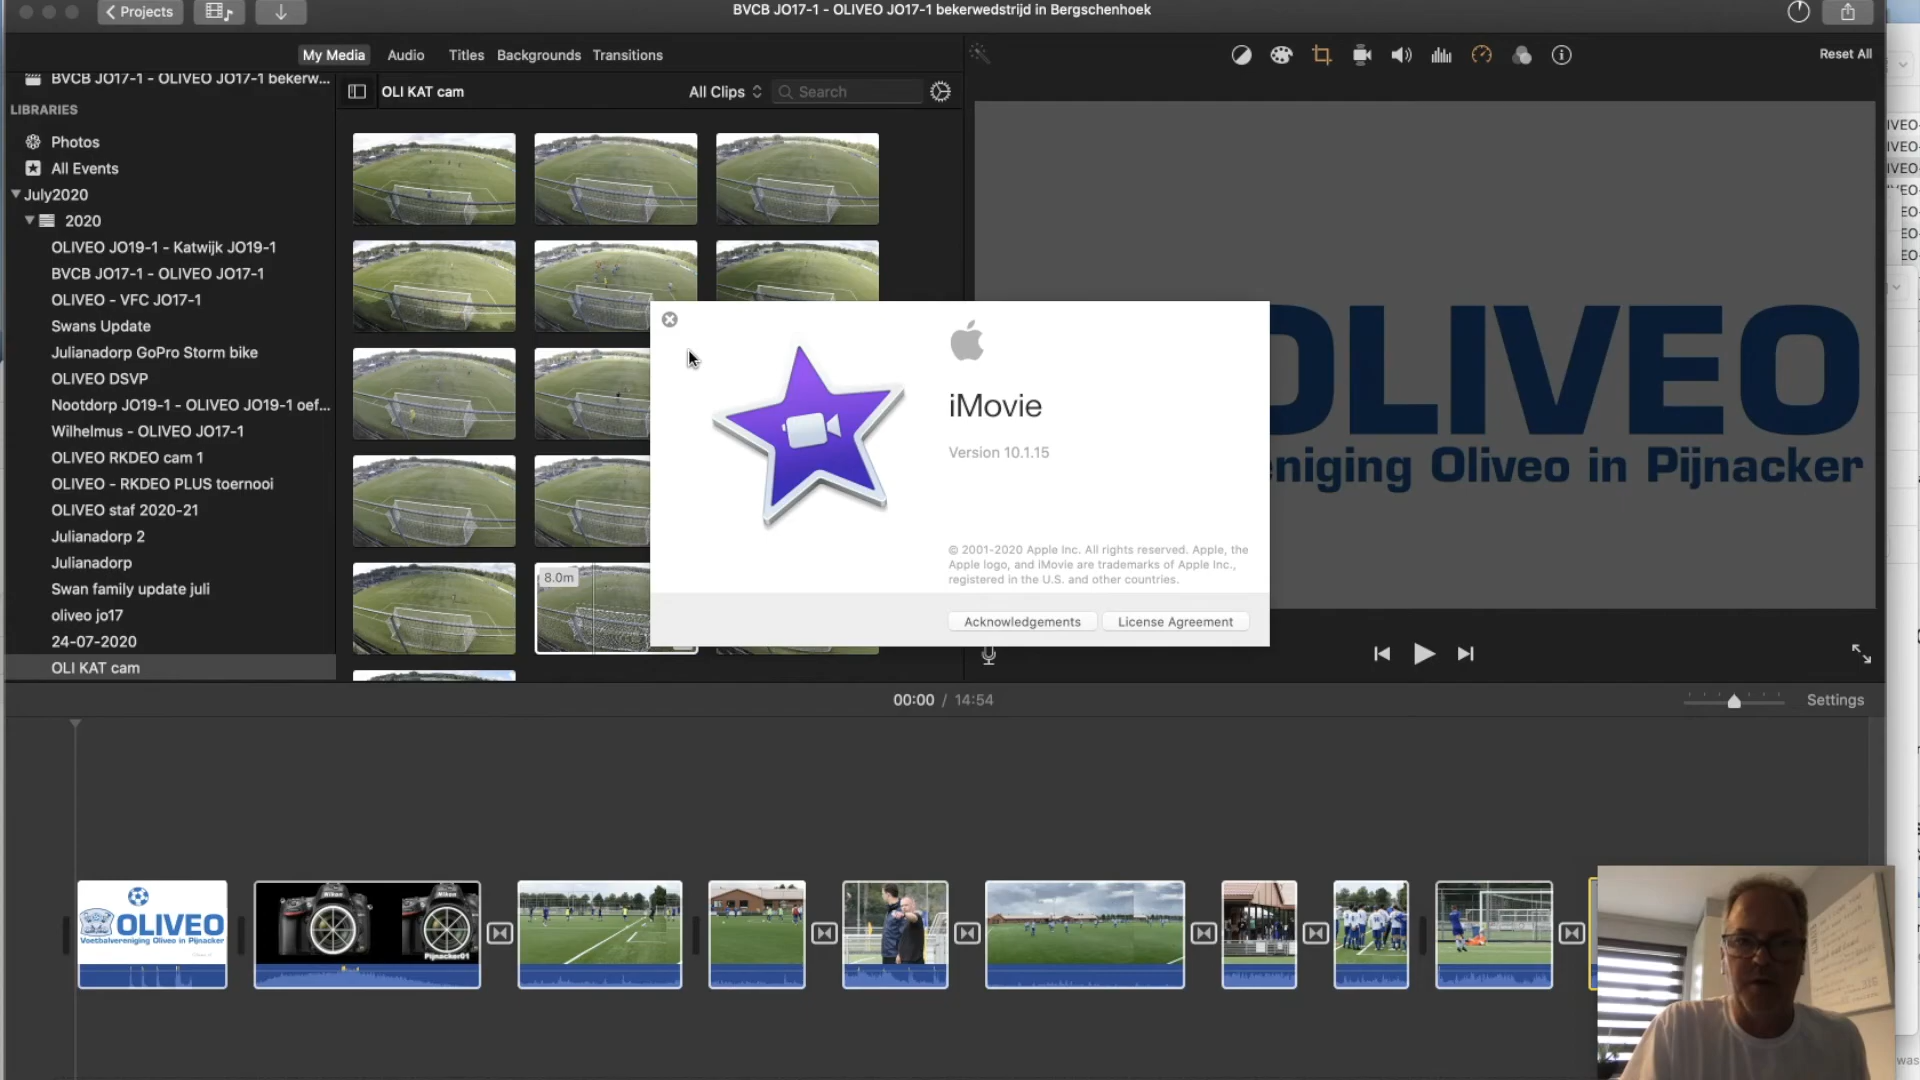 Projects
BVCB JO17-1 - OLIVEO JO17-1 bekerwedstrijd in Bergschenhoek
My Media
Audio
Titles
Backgrounds
Transitions
Reset All
BVCB JO17-1 - OLIVEO JO17-1 bekerw...
OLI KAT cam
All Clips
Search
LIBRARIES
Photos
All Events
July2020
2020
OLIVEO JO19-1 - Katwijk JO19-1
BVCB JO17-1 - OLIVEO JO17-1
OLIVEO - VFC JO17-1
Swans Update
Julianadorp GoPro Storm bike
OLIVEO DSVP
Nootdorp JO19-1 - OLIVEO JO19-1 oef...
Wilhelmus - OLIVEO JO17-1
OLIVEO RKDEO cam 1
OLIVEO - RKDEO PLUS toernooi
OLIVEO staf 2020-21
Julianadorp 2
Julianadorp
Swan family update juli
oliveo jo17
24-07-2020
OLI KAT cam
8.0m
iMovie
Version 10.1.15
© 2001-2020 Apple Inc. All rights reserved. Apple, the
Apple logo, and iMovie are trademarks of Apple Inc.,
registered in the U.S. and other countries.
Acknowledgements
License Agreement
OLIVEO
niging Oliveo in Pijnacker
00:00 / 14:54
Settings
OLIVEO
Voetbalvereniging Oliveo in Pijnacker
Nikon
Nikon
Pijnacker01